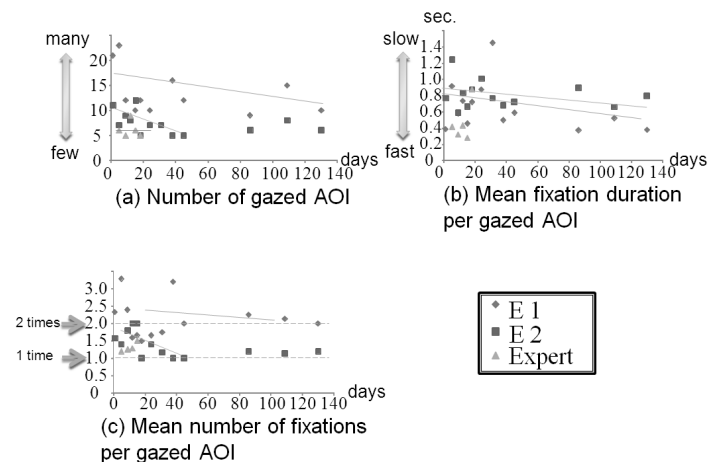 many
20
15
10
5
0
few
0 20 40 60 80 100 120 140
days
(a) Number of gazed AOI
sec.
slow
1.4
1.2
1.0
0.8
0.6
0.4
0.2
0
fast
0 20 40 60 80 100 120 140
days
(b) Mean fixation duration
per gazed AOI
3.0
2.5
2 times
2.0
1.5
1 time
1.0
0.5
0
0 20 40 60 80 100 120 140
days
(c) Mean number of fixations
per gazed AOI
E 1
E 2
Expert